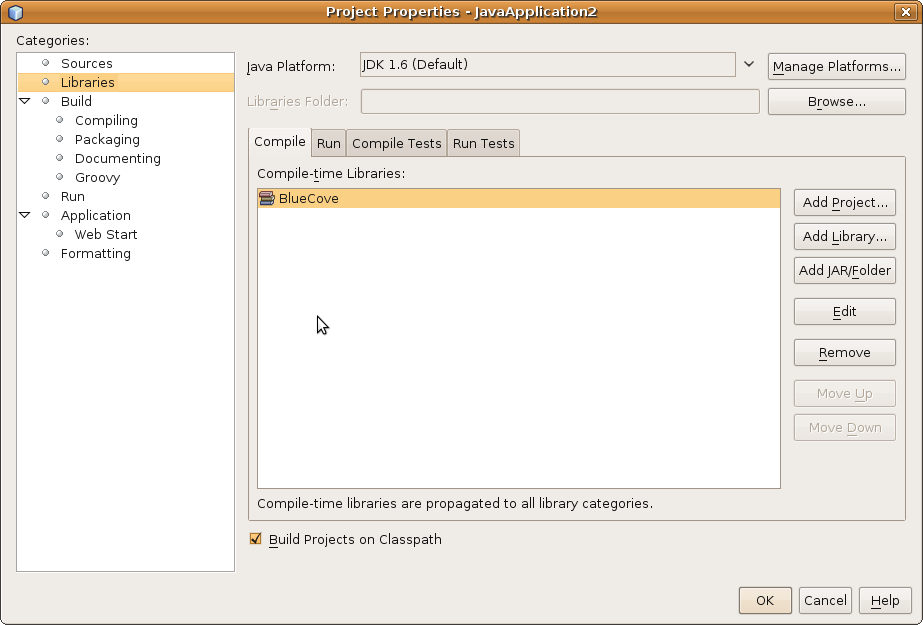 Project Properties - JavaApplication2
Categories:
Sources
Libraries
Build
Compiling
Packaging
Documenting
Groovy
Run
Application
Web Start
Formatting
Java Platform:
JDK 1.6 (Default)
Manage Platforms...
Libraries Folder:
Browse...
Compile Run Compile Tests Run Tests
Compile-time Libraries:
BlueCove
Add Project...
Add Library...
Add JAR/Folder
Edit
Remove
Move Up
Move Down
Compile-time libraries are propagated to all library categories.
Build Projects on Classpath
OK Cancel Help